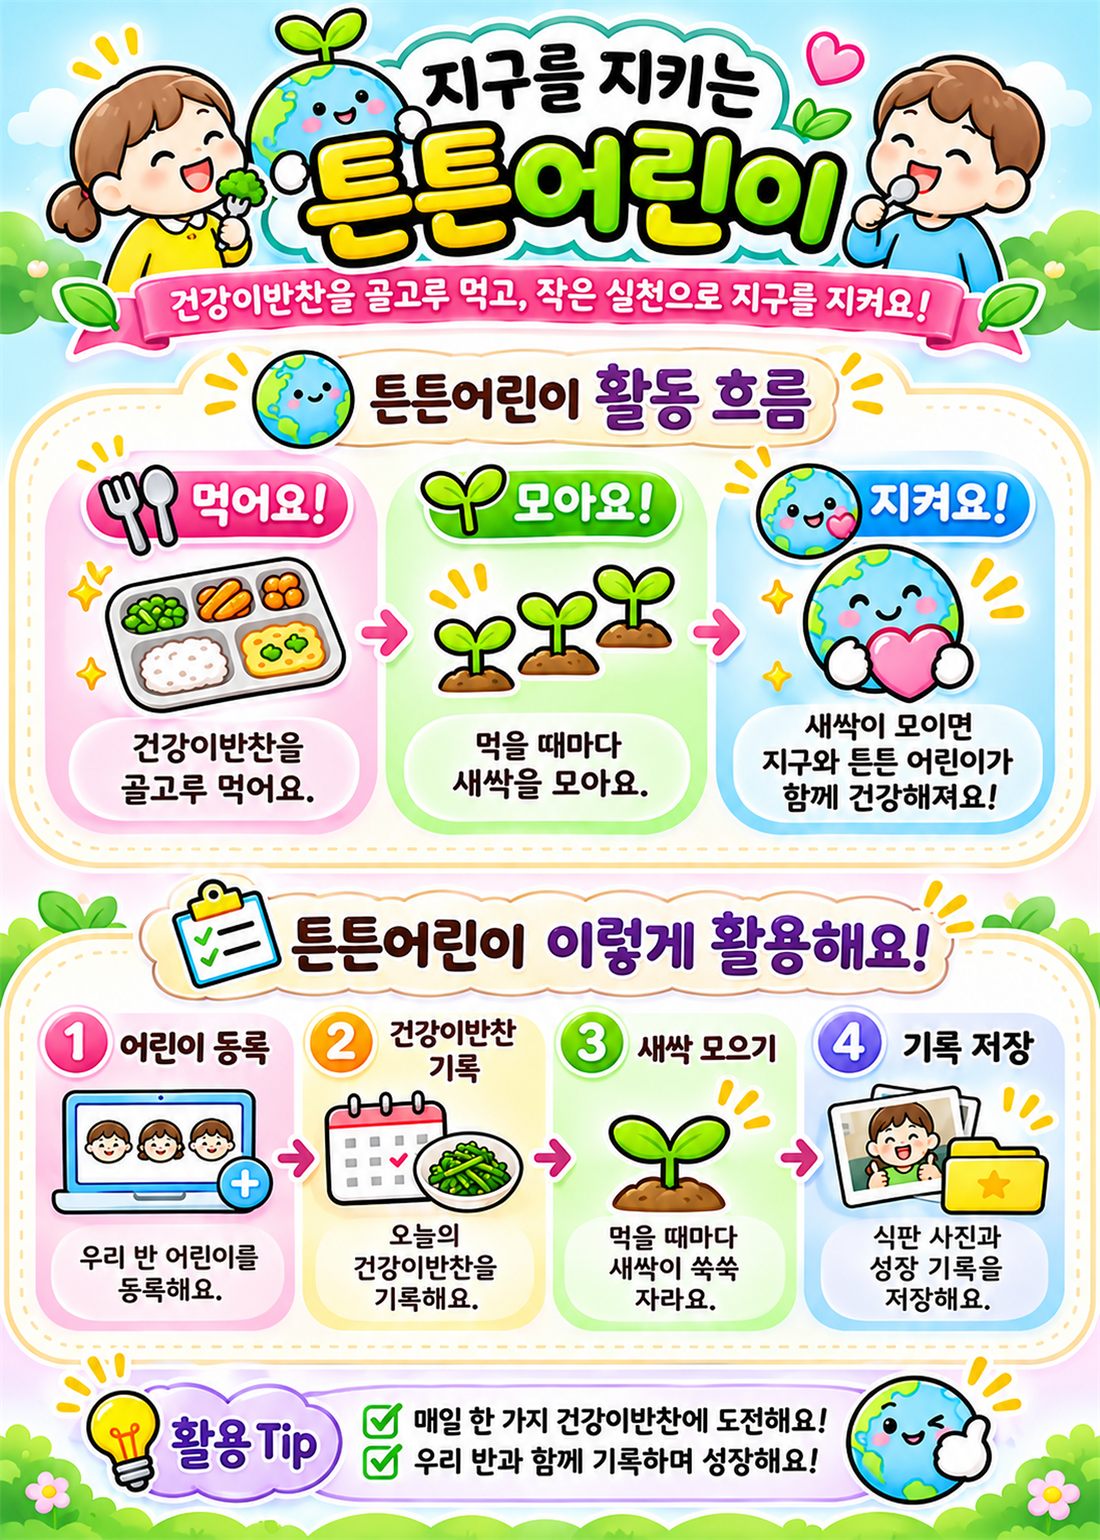 지구를 지키는
튼튼어린이
건강이반찬을 골고루 먹고, 작은 실천으로 지구를 지켜요!
튼튼어린이 활동 흐름
먹어요!
건강이반찬을
골고루 먹어요.
모아요!
먹을 때마다
새싹을 모아요.
지켜요!
새싹이 모이면
지구와 튼튼 어린이가
함께 건강해져요!
튼튼어린이 이렇게 활용해요!
1 어린이 등록
우리 반 어린이를
등록해요.
2 건강이반찬
기록
오늘의
건강이반찬을
기록해요.
3 새싹 모으기
먹을 때마다
새싹이 쑥쑥
자라요.
4 기록 저장
식판 사진과
성장 기록을
저장해요.
활용 Tip
매일 한 가지 건강이반찬에 도전해요!
우리 반과 함께 기록하며 성장해요!